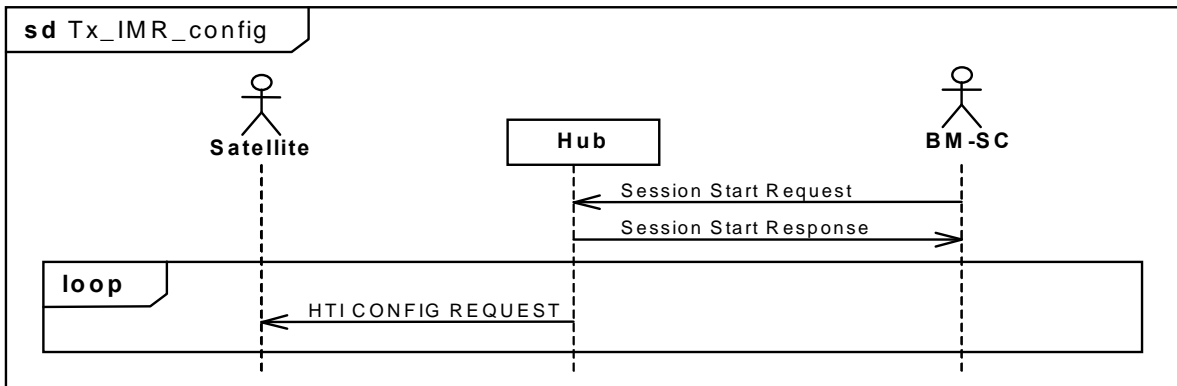 sd Tx_IMR_config
Satellite
Hub
BM-SC
Session Start Request
Session Start Response
loop
HTI CONFIG REQUEST